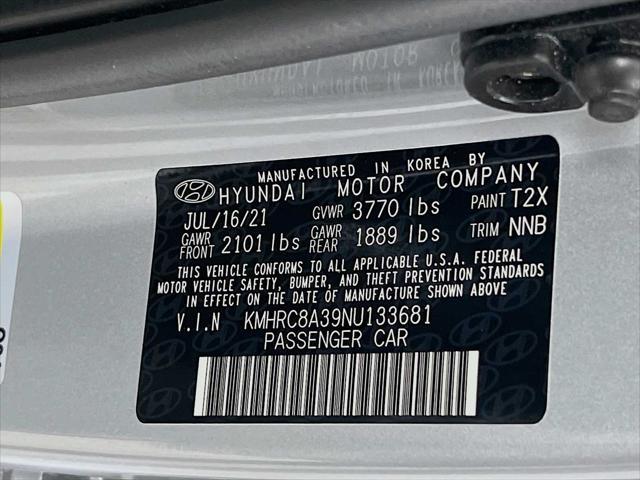 MANUFACTURED IN KOREA BY
HYUNDAI MOTOR COMPANY
JUL/16/21 GVWR 3770 lbs PAINT T2X
GAWR FRONT 2101 lbs GAWR REAR 1889 lbs TRIM NNB
THIS VEHICLE CONFORMS TO ALL APPLICABLE U.S.A. FEDERAL
MOTOR VEHICLE SAFETY, BUMPER, AND THEFT PREVENTION STANDARDS
IN EFFECT ON THE DATE OF MANUFACTURE SHOWN ABOVE.
V.I.N KMHRC8A39NU133681
PASSENGER CAR